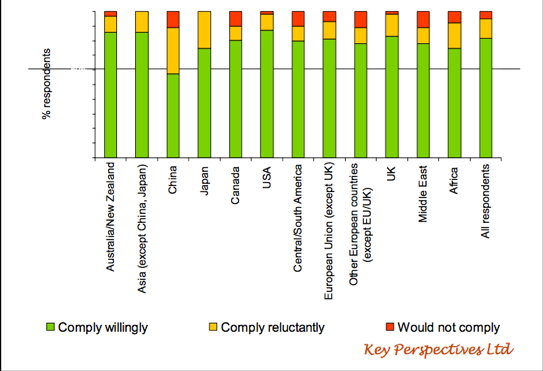 % respondents
Australia/New Zealand
Asia (except China, Japan)
China
Japan
Canada
USA
Central/South America
European Union (except UK)
Other European countries
(except EU/UK)
UK
Middle East
Africa
All respondents
Comply willingly
Comply reluctantly
Would not comply
Key Perspectives Ltd